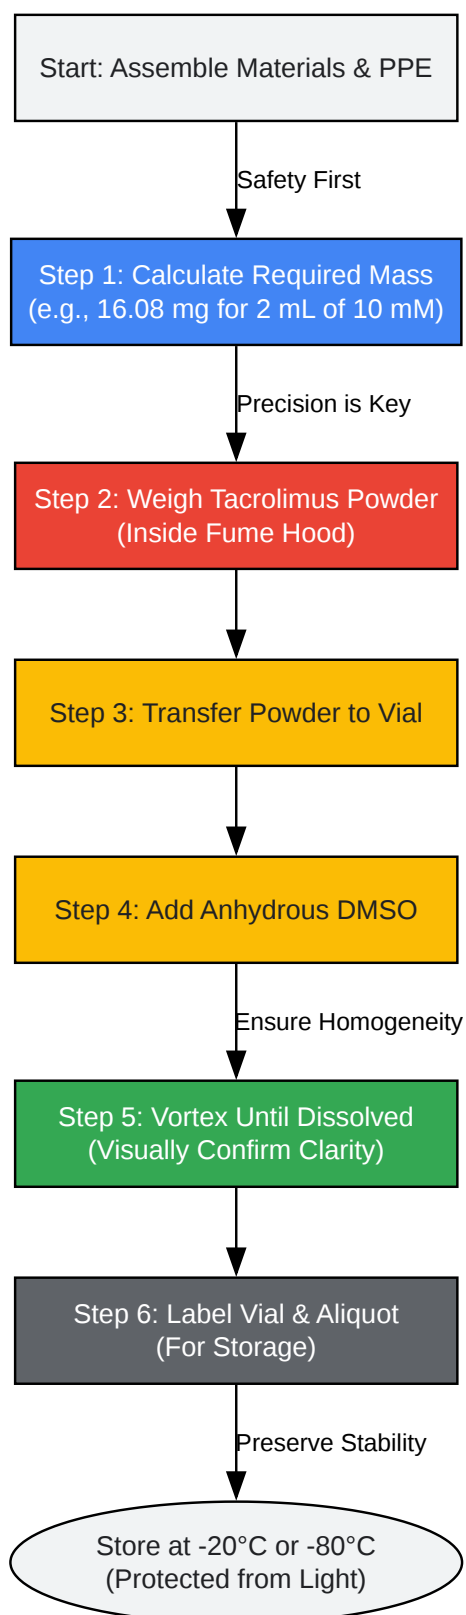 Start: Assemble Materials & PPE
Safety First
Step 1: Calculate Required Mass
(e.g., 16.08 mg for 2 mL of 10 mM)
Precision is Key
Step 2: Weigh Tacrolimus Powder
(Inside Fume Hood)
Step 3: Transfer Powder to Vial
Step 4: Add Anhydrous DMSO
Ensure Homogeneity
Step 5: Vortex Until Dissolved
(Visually Confirm Clarity)
Step 6: Label Vial & Aliquot
(For Storage)
Preserve Stability
Store at -20°C or -80°C
(Protected from Light)